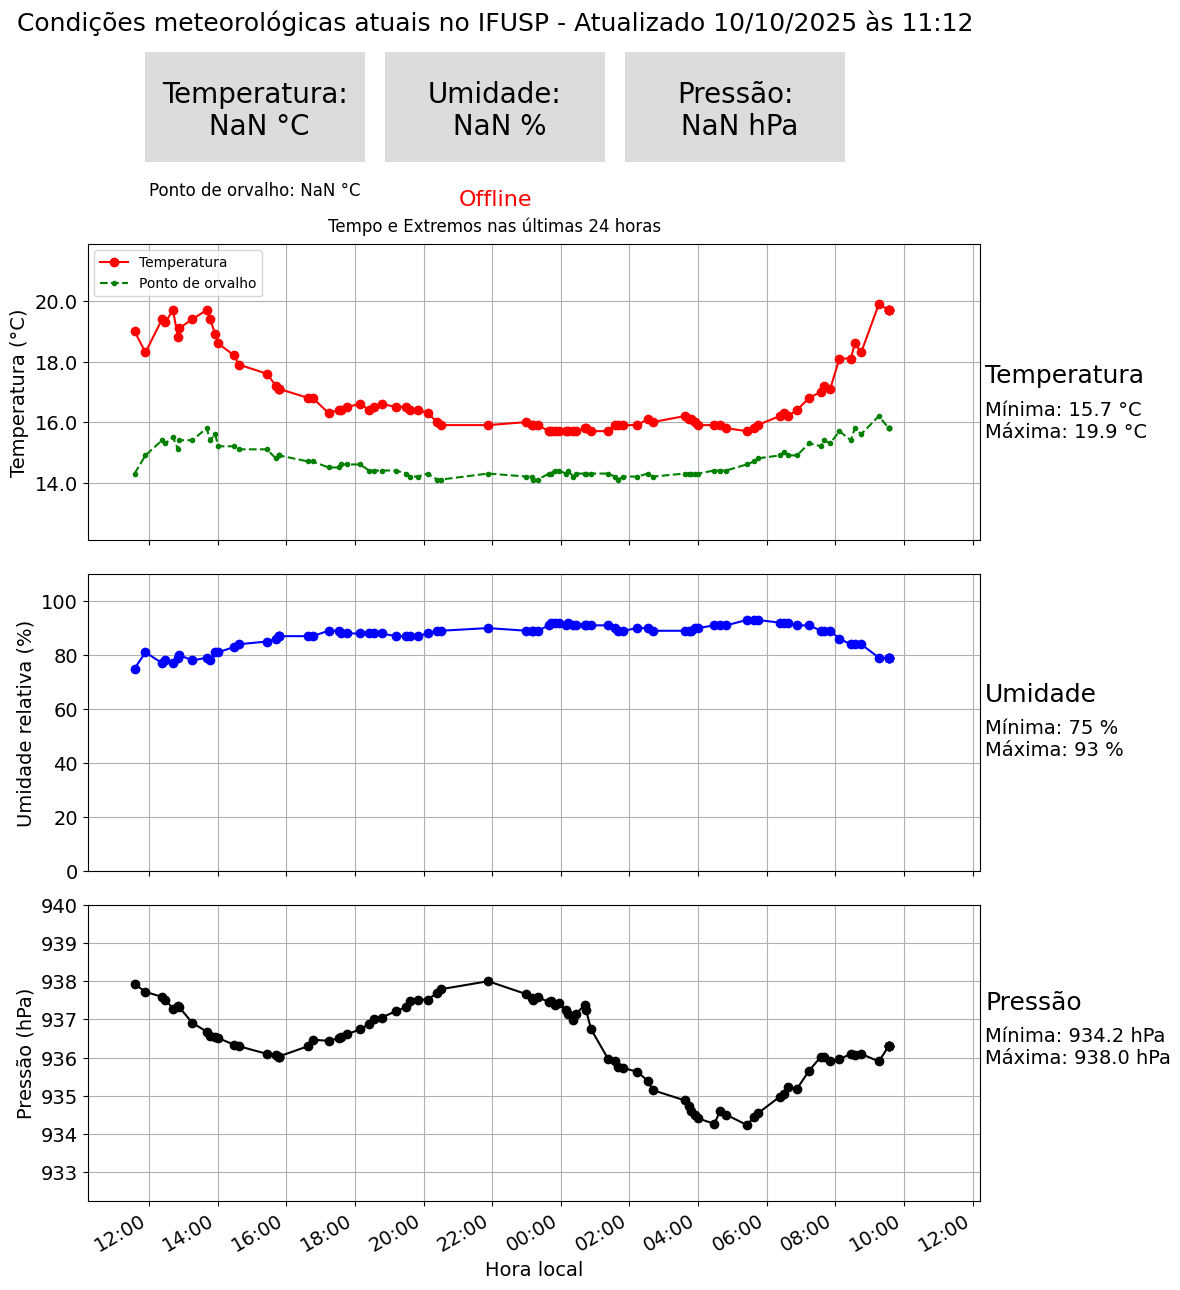 Condições meteorológicas atuais no IFUSP - Atualizado 10/10/2025 às 11:12
Temperatura:
NaN °C
Umidade:
NaN %
Pressão:
NaN hPa
Ponto de orvalho: NaN °C
Offline
Tempo e Extremos nas últimas 24 horas
Temperatura
Ponto de orvalho
Temperatura (°C)
20.0
18.0
16.0
14.0
Temperatura
Mínima: 15.7 °C
Máxima: 19.9 °C
Umidade relativa (%)
100
80
60
40
20
0
Umidade
Mínima: 75 %
Máxima: 93 %
Pressão (hPa)
940
939
938
937
936
935
934
933
Pressão
Mínima: 934.2 hPa
Máxima: 938.0 hPa
12:00
14:00
16:00
18:00
20:00
22:00
00:00
02:00
04:00
06:00
08:00
10:00
12:00
Hora local